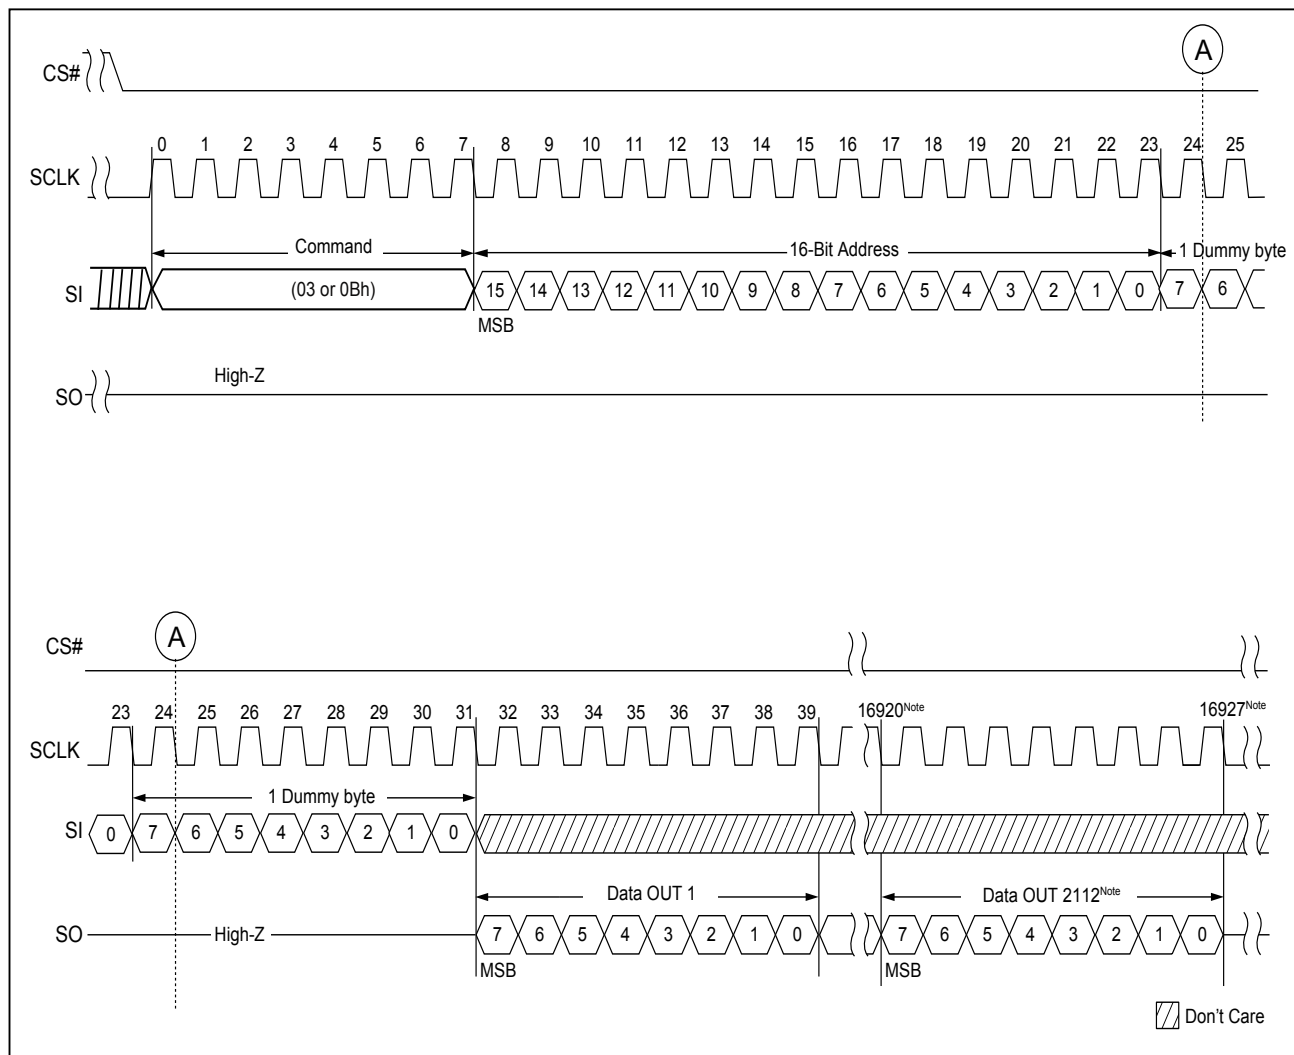 A
CS#
0 1 2 3 4 5 6 7 8 9 10 11 12 13 14 15 16 17 18 19 20 21 22 23 24 25
SCLK
Command 16-Bit Address 1 Dummy byte
SI (03 or 0Bh) 15 14 13 12 11 10 9 8 7 6 5 4 3 2 1 0 7 6
MSB
High-Z
SO
A
CS#
23 24 25 26 27 28 29 30 31 32 33 34 35 36 37 38 39 16920Note 16927Note
SCLK
1 Dummy byte
SI 0 7 6 5 4 3 2 1 0
Data OUT 1 Data OUT 2112Note
SO High-Z 7 6 5 4 3 2 1 0 7 6 5 4 3 2 1 0
MSB MSB
Don't Care